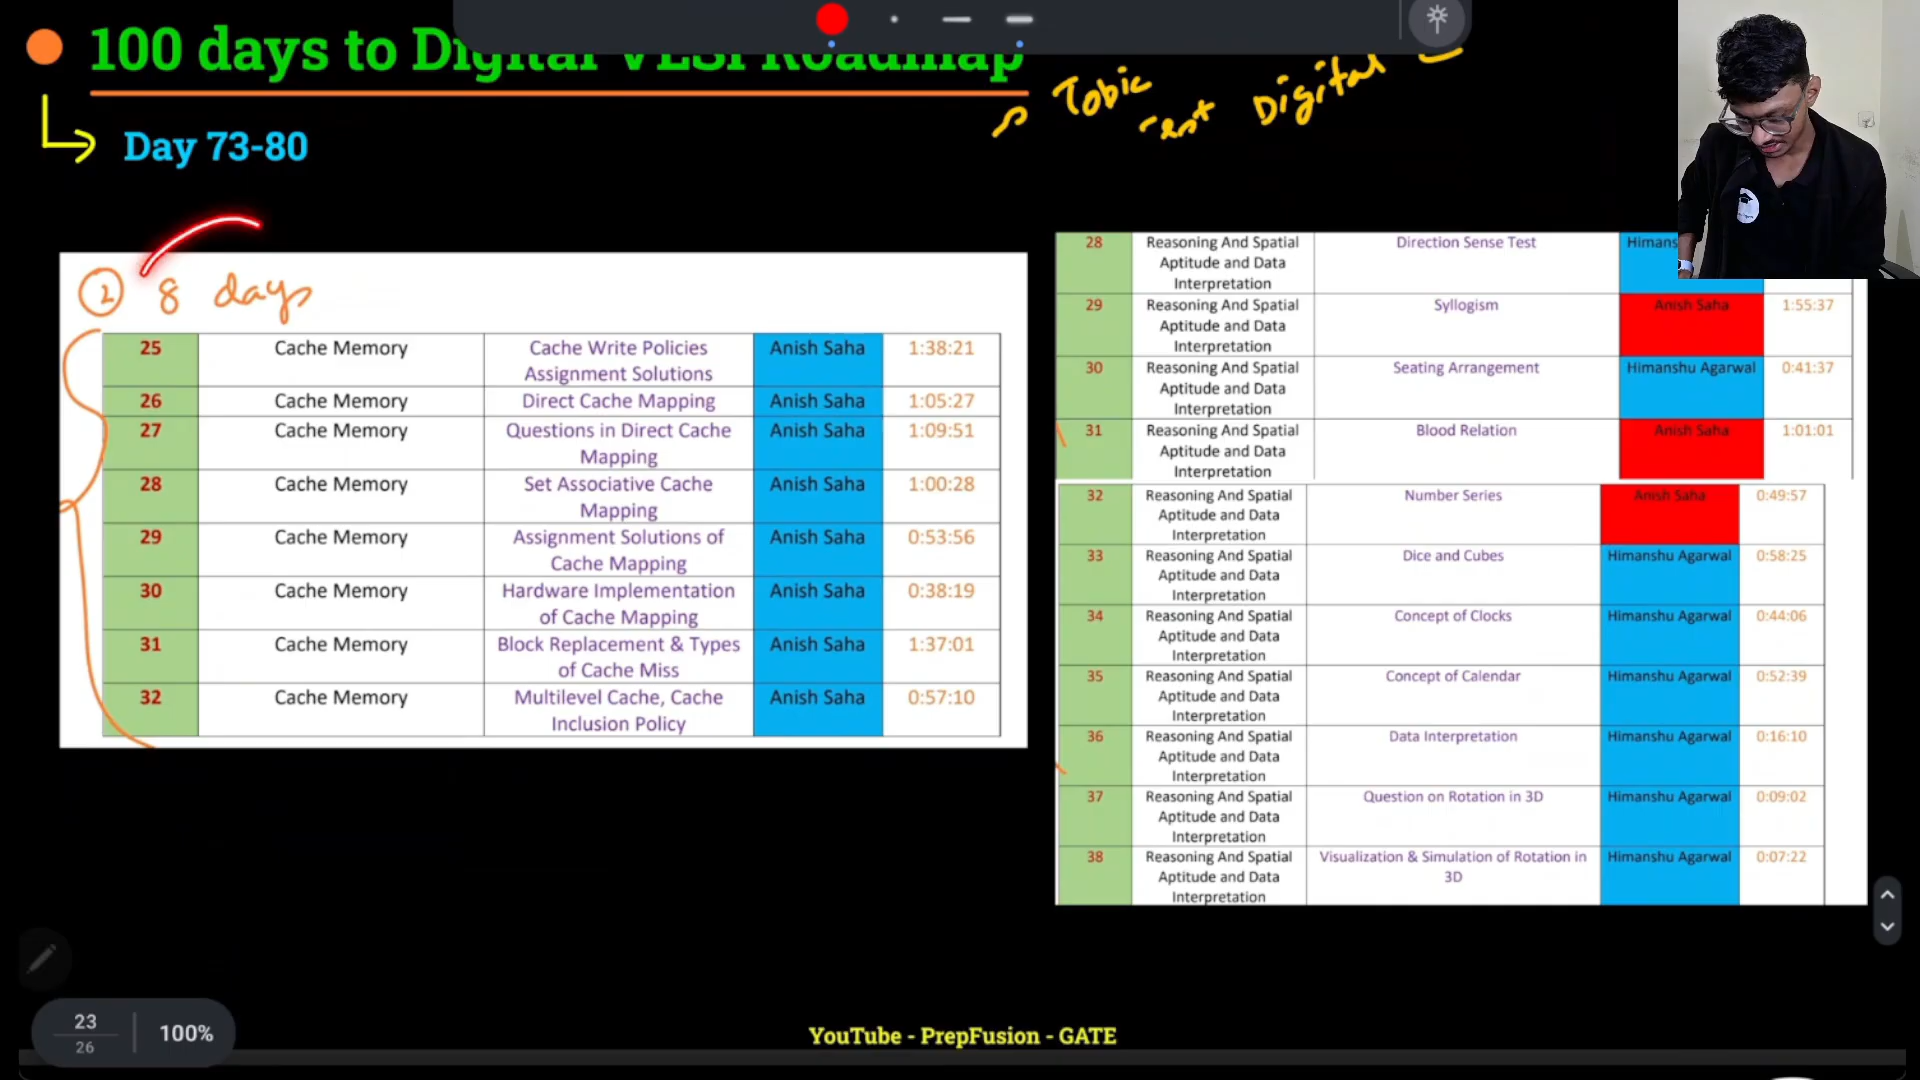 100 days to Digital VLSI Roadmap
Topic
Test Digital
Day 73-80
2 8 days
25 Cache Memory Cache Write Policies Anish Saha 1:38:21
Assignment Solutions
26 Cache Memory Direct Cache Mapping Anish Saha 1:05:27
27 Cache Memory Questions in Direct Cache Anish Saha 1:09:51
Mapping
28 Cache Memory Set Associative Cache Anish Saha 1:00:28
Mapping
29 Cache Memory Assignment Solutions of Anish Saha 0:53:56
Cache Mapping
30 Cache Memory Hardware Implementation Anish Saha 0:38:19
of Cache Mapping
31 Cache Memory Block Replacement & Types Anish Saha 1:37:01
of Cache Miss
32 Cache Memory Multilevel Cache, Cache Anish Saha 0:57:10
Inclusion Policy
28 Reasoning And Spatial Direction Sense Test Himans
Aptitude and Data
Interpretation
29 Reasoning And Spatial Syllogism Anish Saha 1:55:37
Aptitude and Data
Interpretation
30 Reasoning And Spatial Seating Arrangement Himanshu Agarwal 0:41:37
Aptitude and Data
Interpretation
31 Reasoning And Spatial Blood Relation Anish Saha 1:01:01
Aptitude and Data
Interpretation
32 Reasoning And Spatial Number Series Anish Saha 0:49:57
Aptitude and Data
Interpretation
33 Reasoning And Spatial Dice and Cubes Himanshu Agarwal 0:58:25
Aptitude and Data
Interpretation
34 Reasoning And Spatial Concept of Clocks Himanshu Agarwal 0:44:06
Aptitude and Data
Interpretation
35 Reasoning And Spatial Concept of Calendar Himanshu Agarwal 0:52:39
Aptitude and Data
Interpretation
36 Reasoning And Spatial Data Interpretation Himanshu Agarwal 0:16:10
Aptitude and Data
Interpretation
37 Reasoning And Spatial Question on Rotation in 3D Himanshu Agarwal 0:09:02
Aptitude and Data
Interpretation
38 Reasoning And Spatial Visualization & Simulation of Rotation in Himanshu Agarwal 0:07:22
Aptitude and Data 3D
Interpretation
23
26
100%
YouTube - PrepFusion - GATE